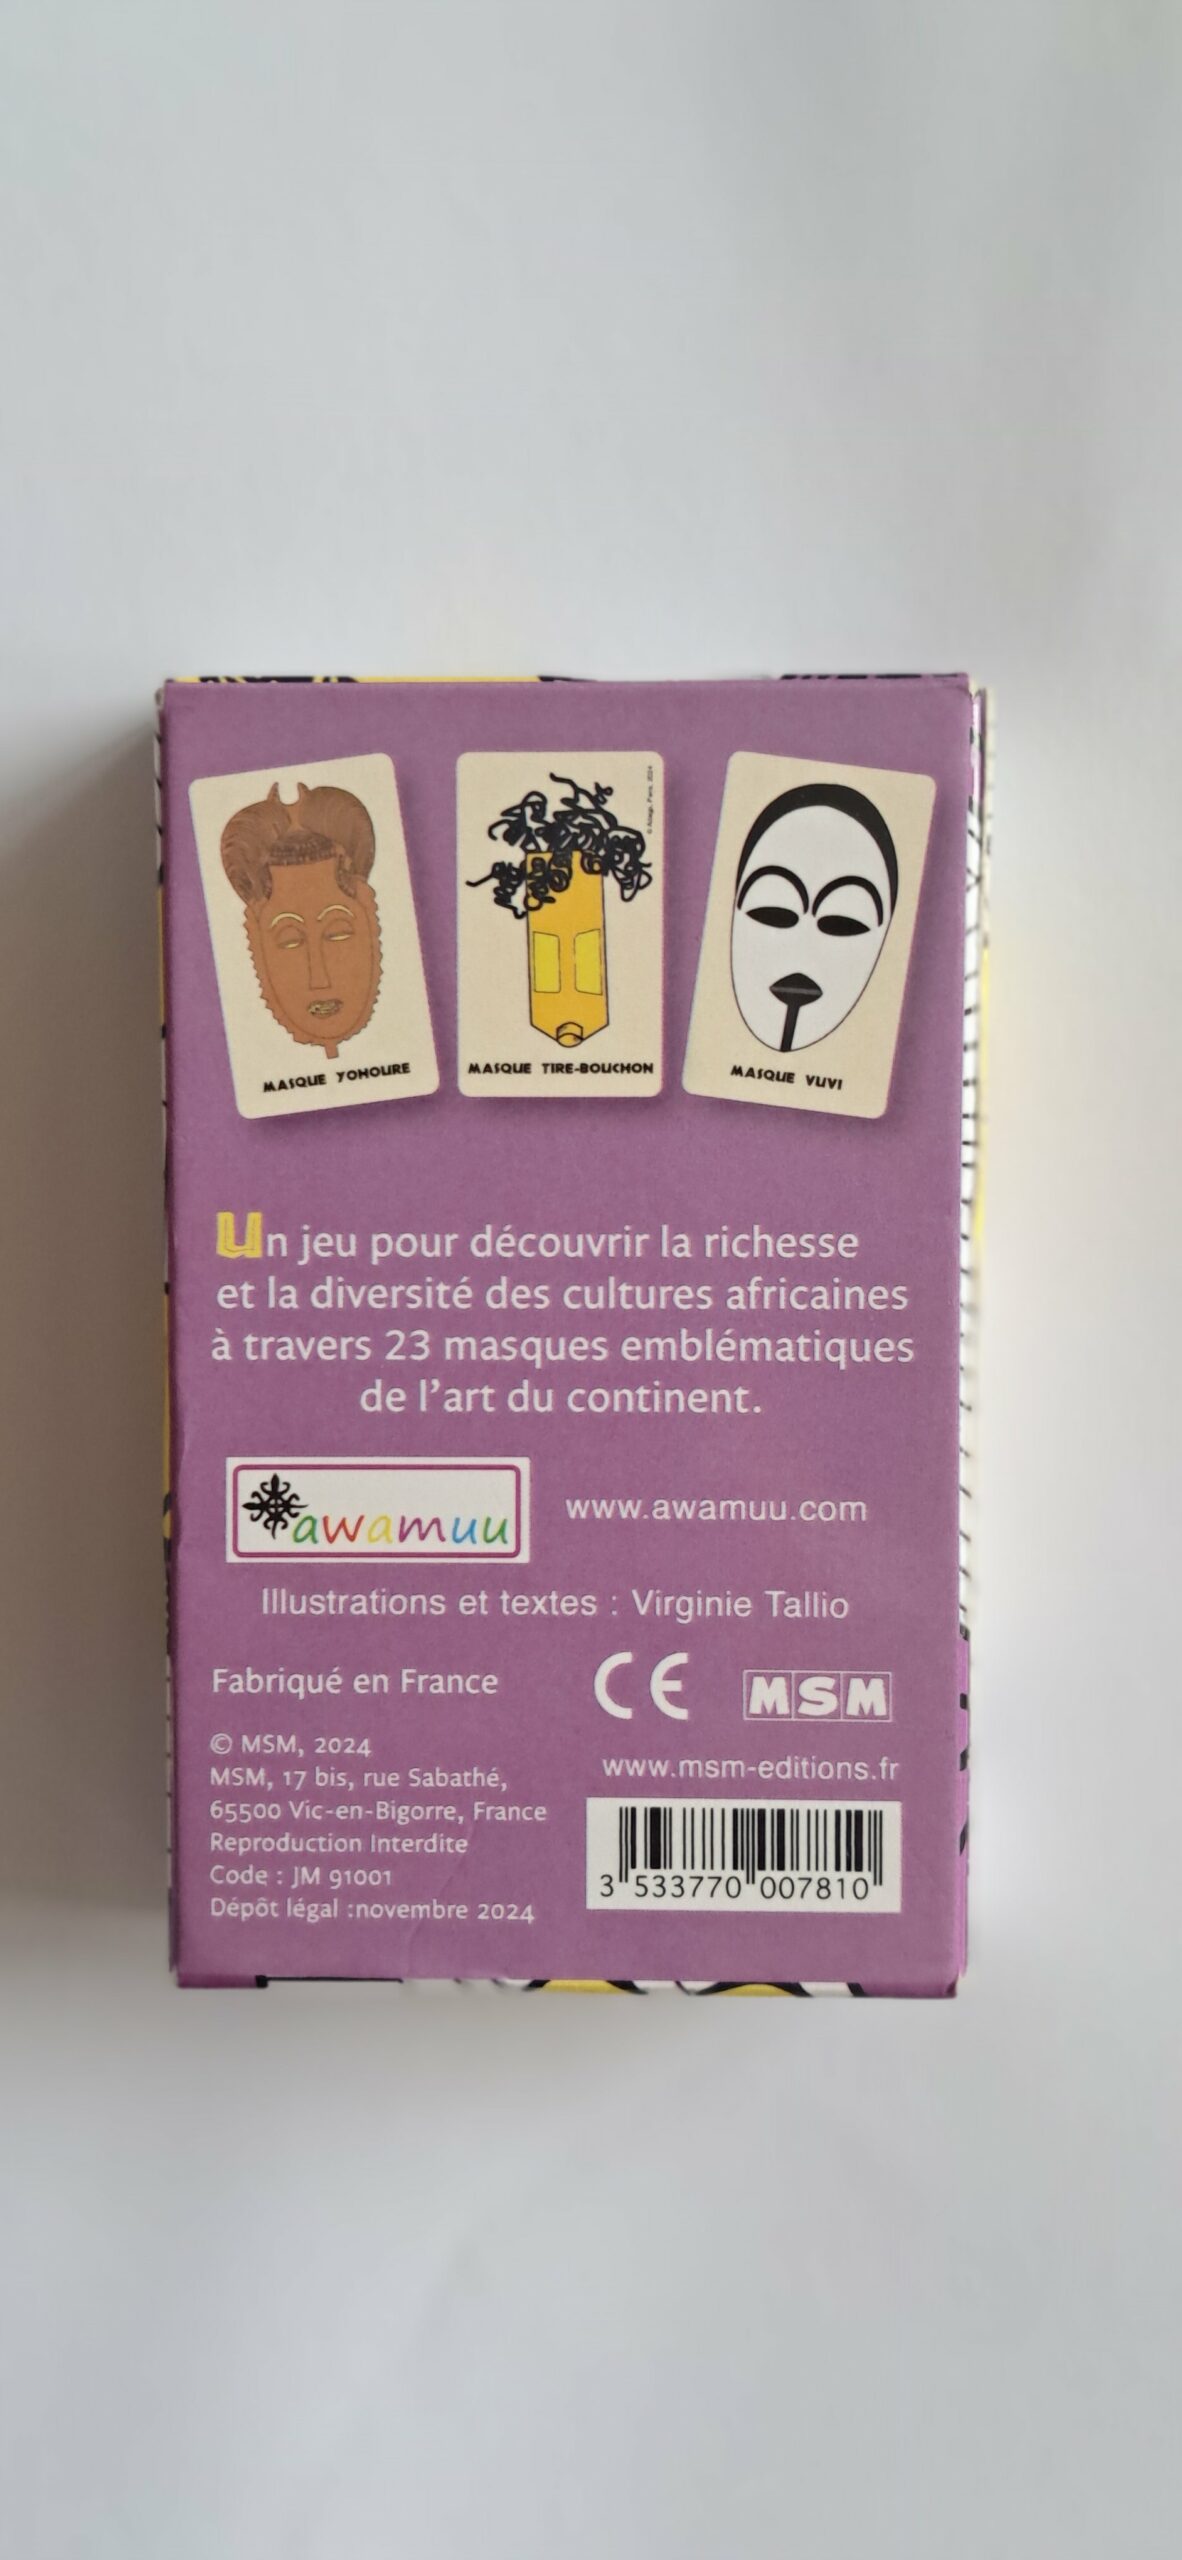 © Adagp, Paris, 2024
MASQUE YOHOURE
MASQUE TIRE-BOUCHON
MASQUE VUVI
Un jeu pour découvrir la richesse
et la diversité des cultures africaines
à travers 23 masques emblématiques
de l'art du continent.
awamuu
www.awamuu.com
Illustrations et textes : Virginie Tallio
Fabriqué en France
CE
MSM
© MSM, 2024
MSM, 17 bis, rue Sabathé,
65500 Vic-en-Bigorre, France
Reproduction Interdite
Code : JM 91001
Dépôt légal :novembre 2024
www.msm-editions.fr
3 533770 007810